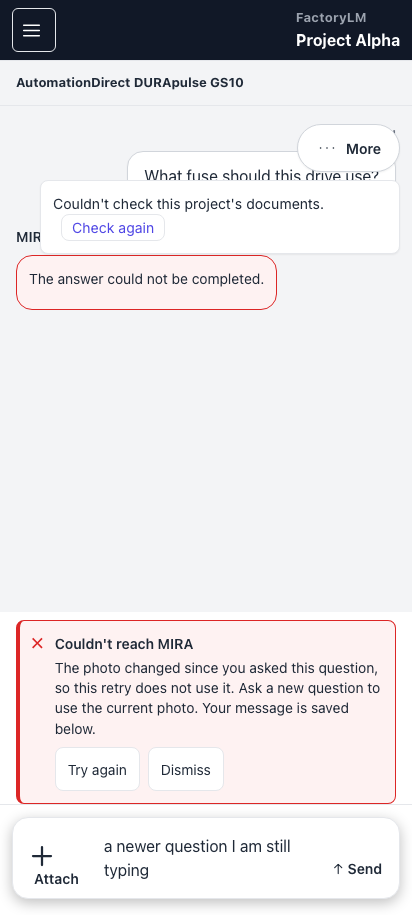 FactoryLM
Project Alpha
AutomationDirect DURApulse GS10
··· More
What fuse should this drive use?
Couldn't check this project's documents.
Check again
The answer could not be completed.
Couldn't reach MIRA
The photo changed since you asked this question,
so this retry does not use it. Ask a new question to
use the current photo. Your message is saved
below.
Try again
Dismiss
a newer question I am still
typing
Attach
↑ Send